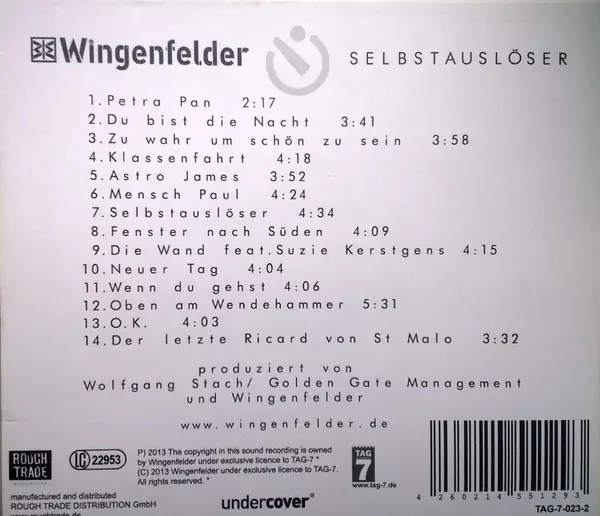 Wingenfelder
SELBSTAUSLÖSER
1. Petra Pan 2:17
2. Du bist die Nacht 3:41
3. Zu wahr um schön zu sein 3:58
4. Klassenfahrt 4:18
5. Astro James 3:52
6. Mensch Paul 4:24
7. Selbstauslöser 4:34
8. Fenster nach Süden 4:09
9. Die Wand feat. Suzie Kerstgens 4:15
10. Neuer Tag 4:04
11. Wenn du gehst 4:06
12. Oben am Wendehammer 5:31
13. O.K. 4:03
14. Der letzte Ricard von St Malo 3:32
produziert von
Wolfgang Stach/ Golden Gate Management
und Wingenfelder
www.wingenfelder.de
ROUGH
TRADE
LC 22953
P) 2013 The copyright in this sound recording is owned
by Wingenfelder under exclusive licence to TAG-7 *
(C) 2013 Wingenfelder under exclusive licence to TAG-7.
All rights reserved. *
TAG
7
www.tag-7.de
manufactured and distributed
ROUGH TRADE DISTRIBUTION GmbH
www.roughtrade.de
undercover®
4 260214 551293
TAG-7-023-2